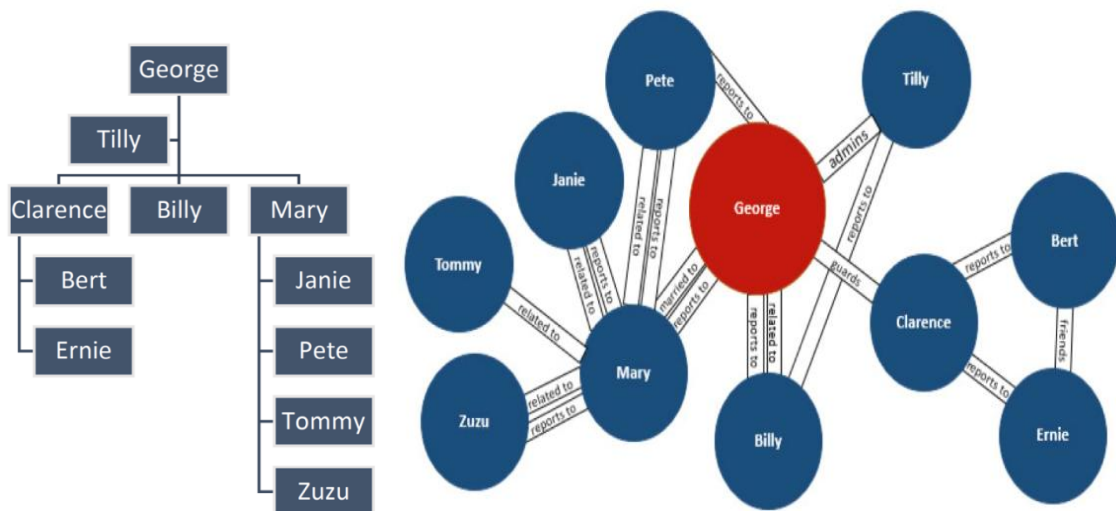 George
Tilly
Clarence
Billy
Mary
Bert
Janie
Ernie
Pete
Tommy
Zuzu
Pete
reports to
Tilly
admins
Janie
related to
reports to
George
reports to
Bert
Tommy
reports to
related to
married to
reports to
guards
reports to
Clarence
related to
friends
Mary
reports to
related to
reports to
Zuzu
related to
reports to
Billy
Ernie